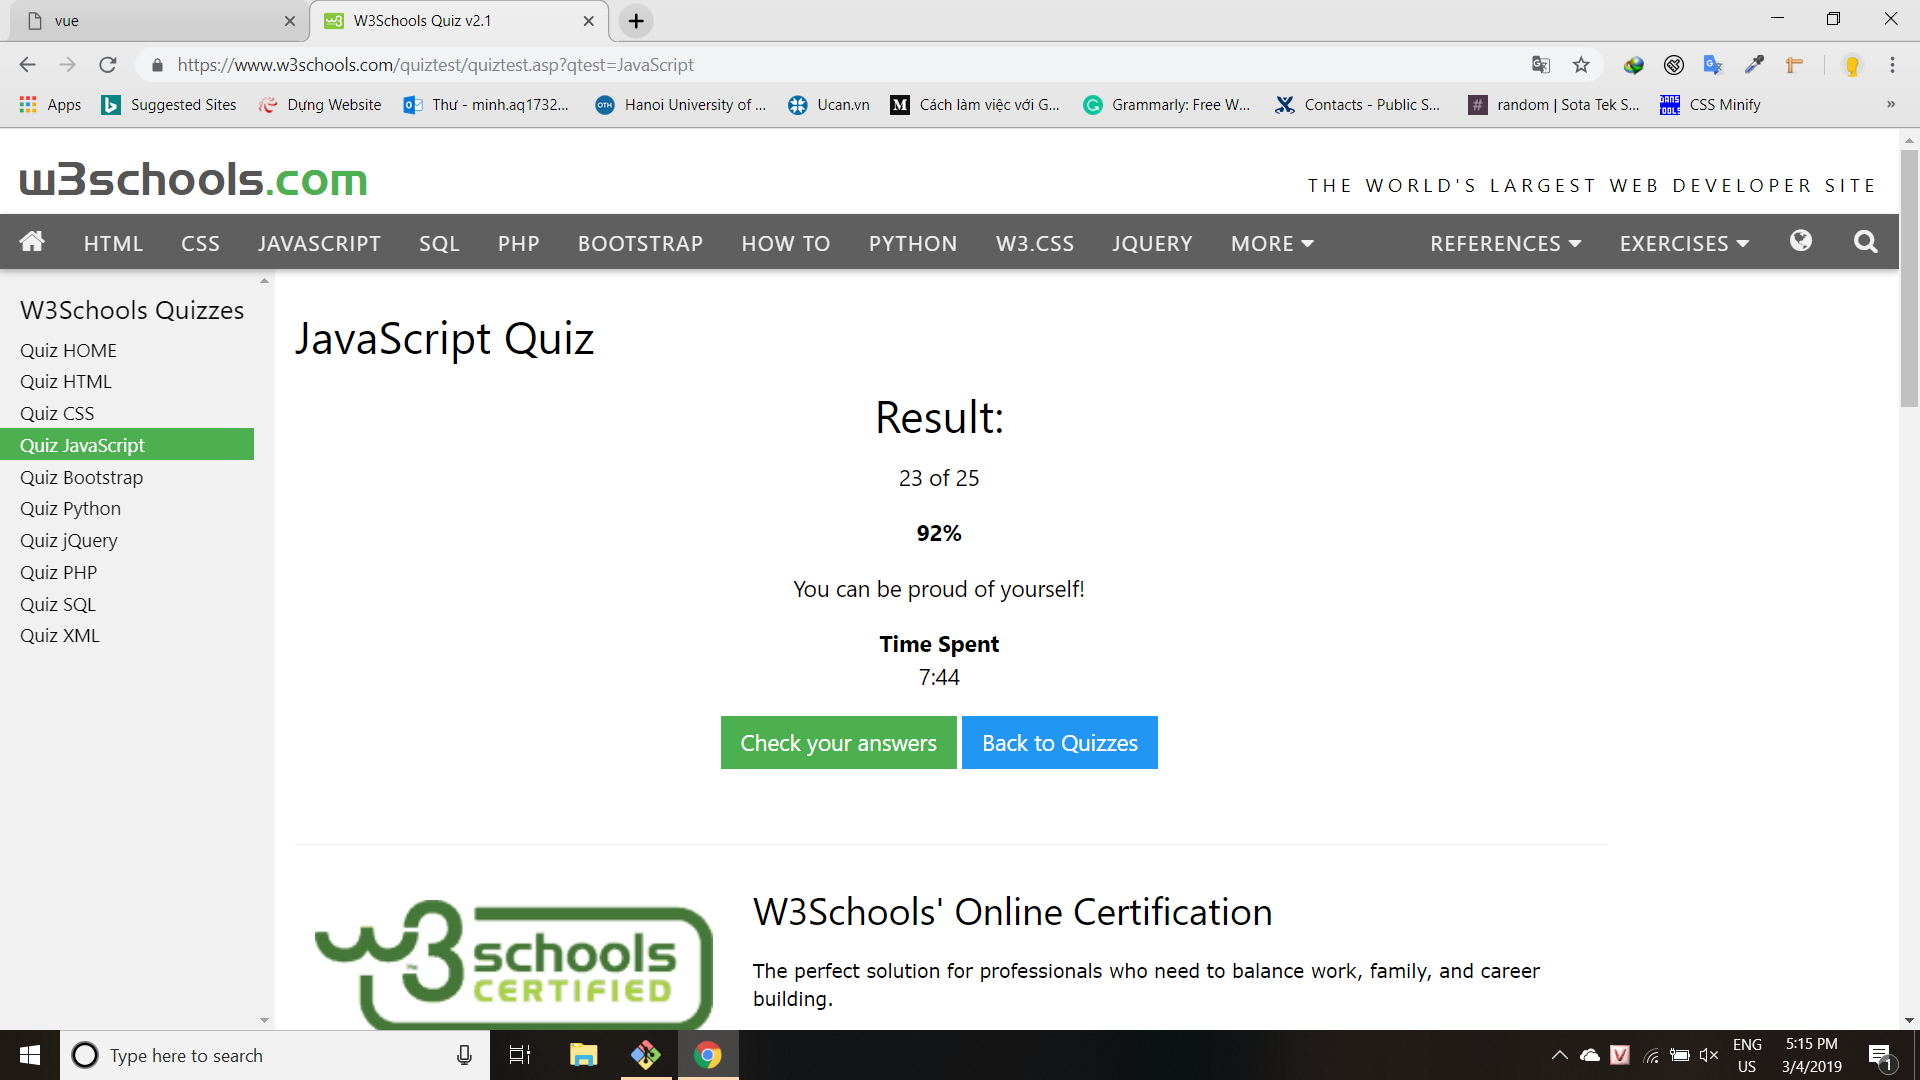 vue
W3Schools Quiz v2.1
https://www.w3schools.com/quiztest/quiztest.asp?qtest=JavaScript
Apps
Suggested Sites
Dựng Website
Thư - minh.aq1732...
OTH
Hanoi University of ...
Ucan.vn
M
Cách làm việc với G...
Grammarly: Free W...
Contacts - Public S...
# random | Sota Tek S...
DANS TOOLS
CSS Minify
»
w3schools.com
THE WORLD'S LARGEST WEB DEVELOPER SITE
HTML
CSS
JAVASCRIPT
SQL
PHP
BOOTSTRAP
HOW TO
PYTHON
W3.CSS
JQUERY
MORE
REFERENCES
EXERCISES
W3Schools Quizzes
Quiz HOME
Quiz HTML
Quiz CSS
Quiz JavaScript
Quiz Bootstrap
Quiz Python
Quiz jQuery
Quiz PHP
Quiz SQL
Quiz XML
JavaScript Quiz
Result:
23 of 25
92%
You can be proud of yourself!
Time Spent
7:44
Check your answers
Back to Quizzes
w3schools
CERTIFIED
W3Schools' Online Certification
The perfect solution for professionals who need to balance work, family, and career
building.
Type here to search
V
ENG
US
5:15 PM
3/4/2019
1